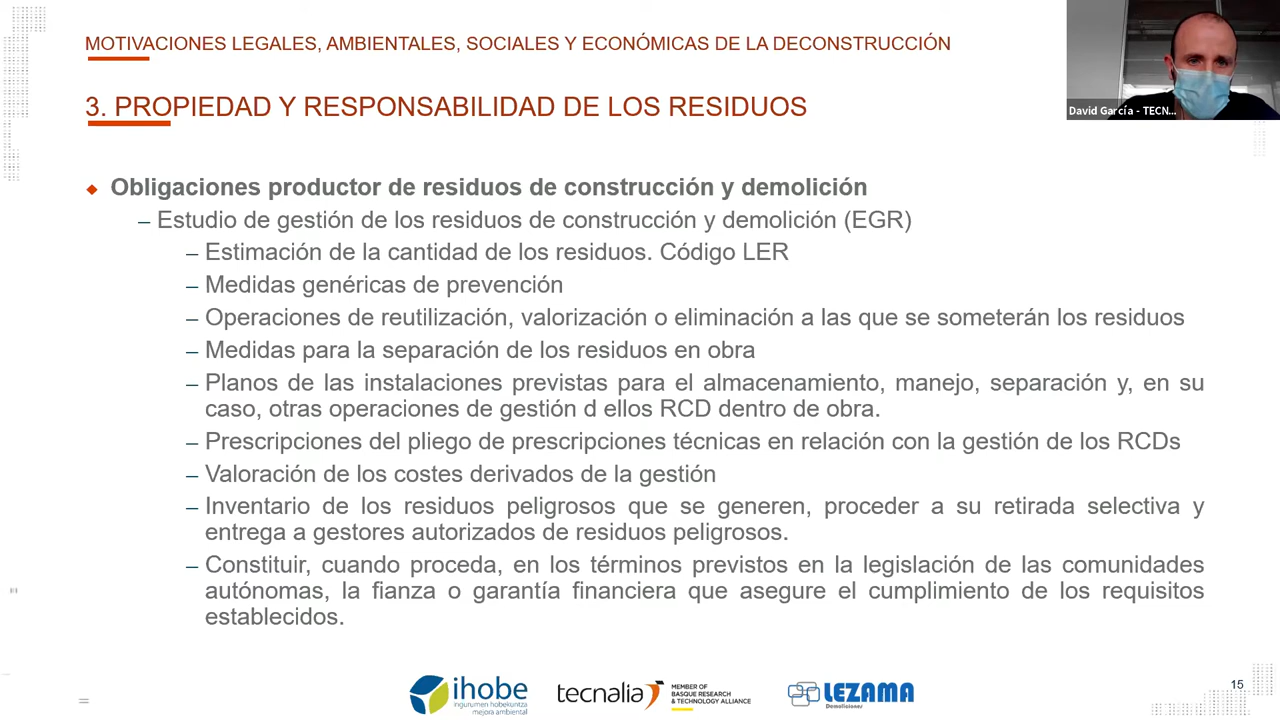 MOTIVACIONES LEGALES, AMBIENTALES, SOCIALES Y ECONÓMICAS DE LA DECONSTRUCCIÓN
David García - TECN...
3. PROPIEDAD Y RESPONSABILIDAD DE LOS RESIDUOS
Obligaciones productor de residuos de construcción y demolición
– Estudio de gestión de los residuos de construcción y demolición (EGR)
– Estimación de la cantidad de los residuos. Código LER
– Medidas genéricas de prevención
– Operaciones de reutilización, valorización o eliminación a las que se someterán los residuos
– Medidas para la separación de los residuos en obra
– Planos de las instalaciones previstas para el almacenamiento, manejo, separación y, en su
caso, otras operaciones de gestión d ellos RCD dentro de obra.
– Prescripciones del pliego de prescripciones técnicas en relación con la gestión de los RCDs
– Valoración de los costes derivados de la gestión
– Inventario de los residuos peligrosos que se generen, proceder a su retirada selectiva y
entrega a gestores autorizados de residuos peligrosos.
– Constituir, cuando proceda, en los términos previstos en la legislación de las comunidades
autónomas, la fianza o garantía financiera que asegure el cumplimiento de los requisitos
establecidos.
ihobe
ingurumen hobekuntza
mejora ambiental
tecnalia
MEMBER OF
BASQUE RESEARCH
& TECHNOLOGY ALLIANCE
LEZAMA
Demoliciones
15